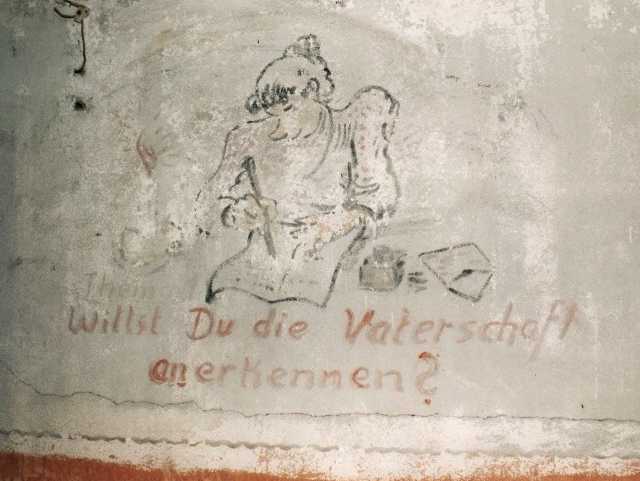 Willst Du die Vaterschaft
anerkennen?